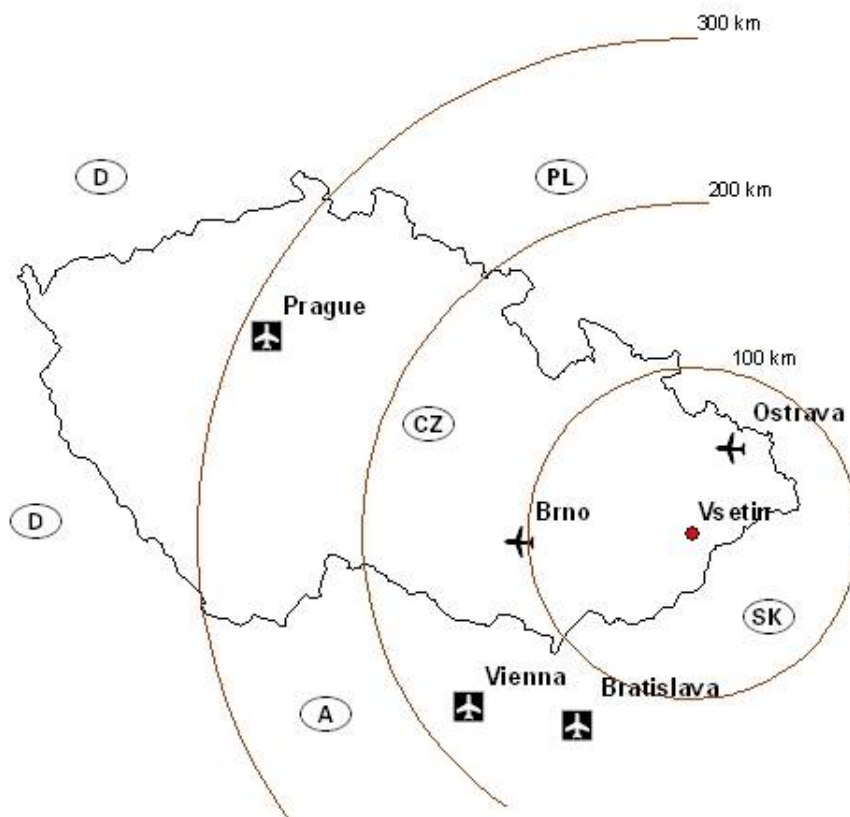 300 km
D
PL
200 km
Prague
100 km
Ostrava
CZ
D
Brno
Vsetin
SK
Vienna
Bratislava
A